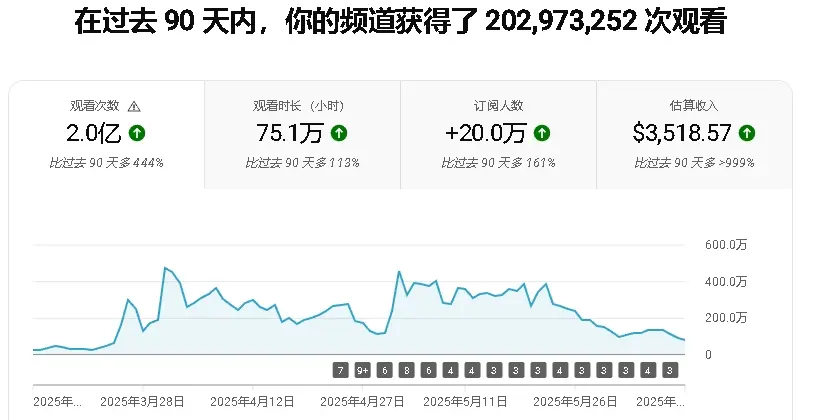 在过去 90 天内，你的频道获得了 202,973,252 次观看
观看次数
2.0亿
比过去 90 天多 444%
观看时长（小时）
75.1万
比过去 90 天多 113%
订阅人数
+20.0万
比过去 90 天多 161%
估算收入
$3,518.57
比过去 90 天多 >999%
600.0万
400.0万
200.0万
0
7 9+ 6 8 6 4 4 3 3 3 4 3 3 3 4 3
2025年... 2025年3月28日 2025年4月12日 2025年4月27日 2025年5月11日 2025年5月26日 2025年...